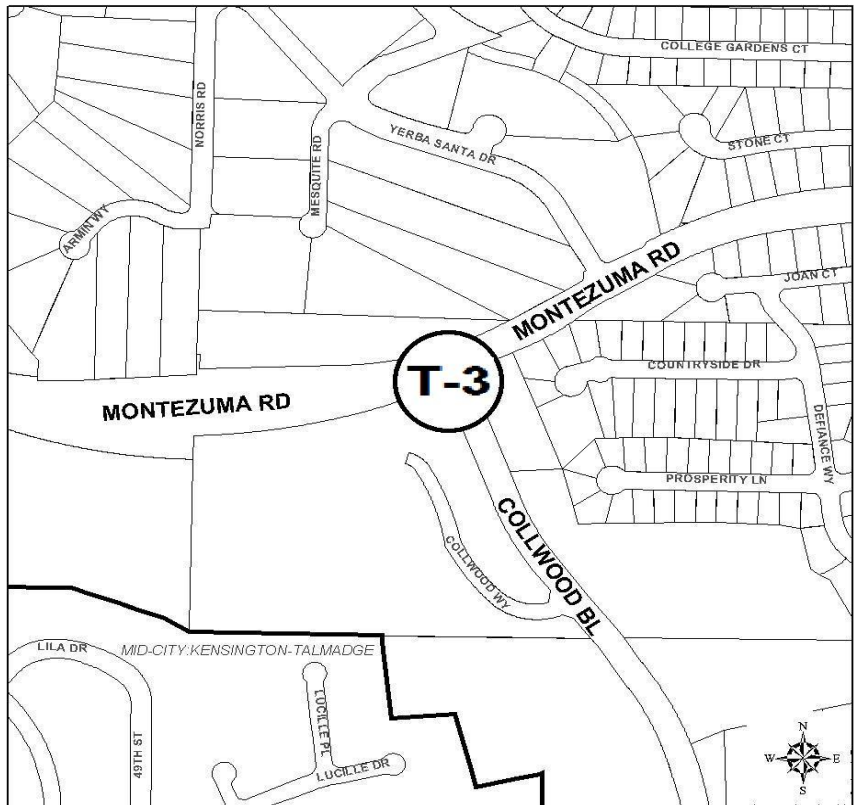 COLLEGE GARDENS CT
NORRIS RD
YERBA SANTA DR
STONE CT
MESQUITE RD
ARMIN WY
MONTEZUMA RD
JOAN CT
T-3
COUNTRYSIDE DR
MONTEZUMA RD
DEFIANCE WY
PROSPERITY LN
COLLWOOD BL
COLLWOOD WY
LILA DR
MID-CITY:KENSINGTON-TALMADGE
49TH ST
LUCILLE PL
LUCILLE DR
N
W E
S